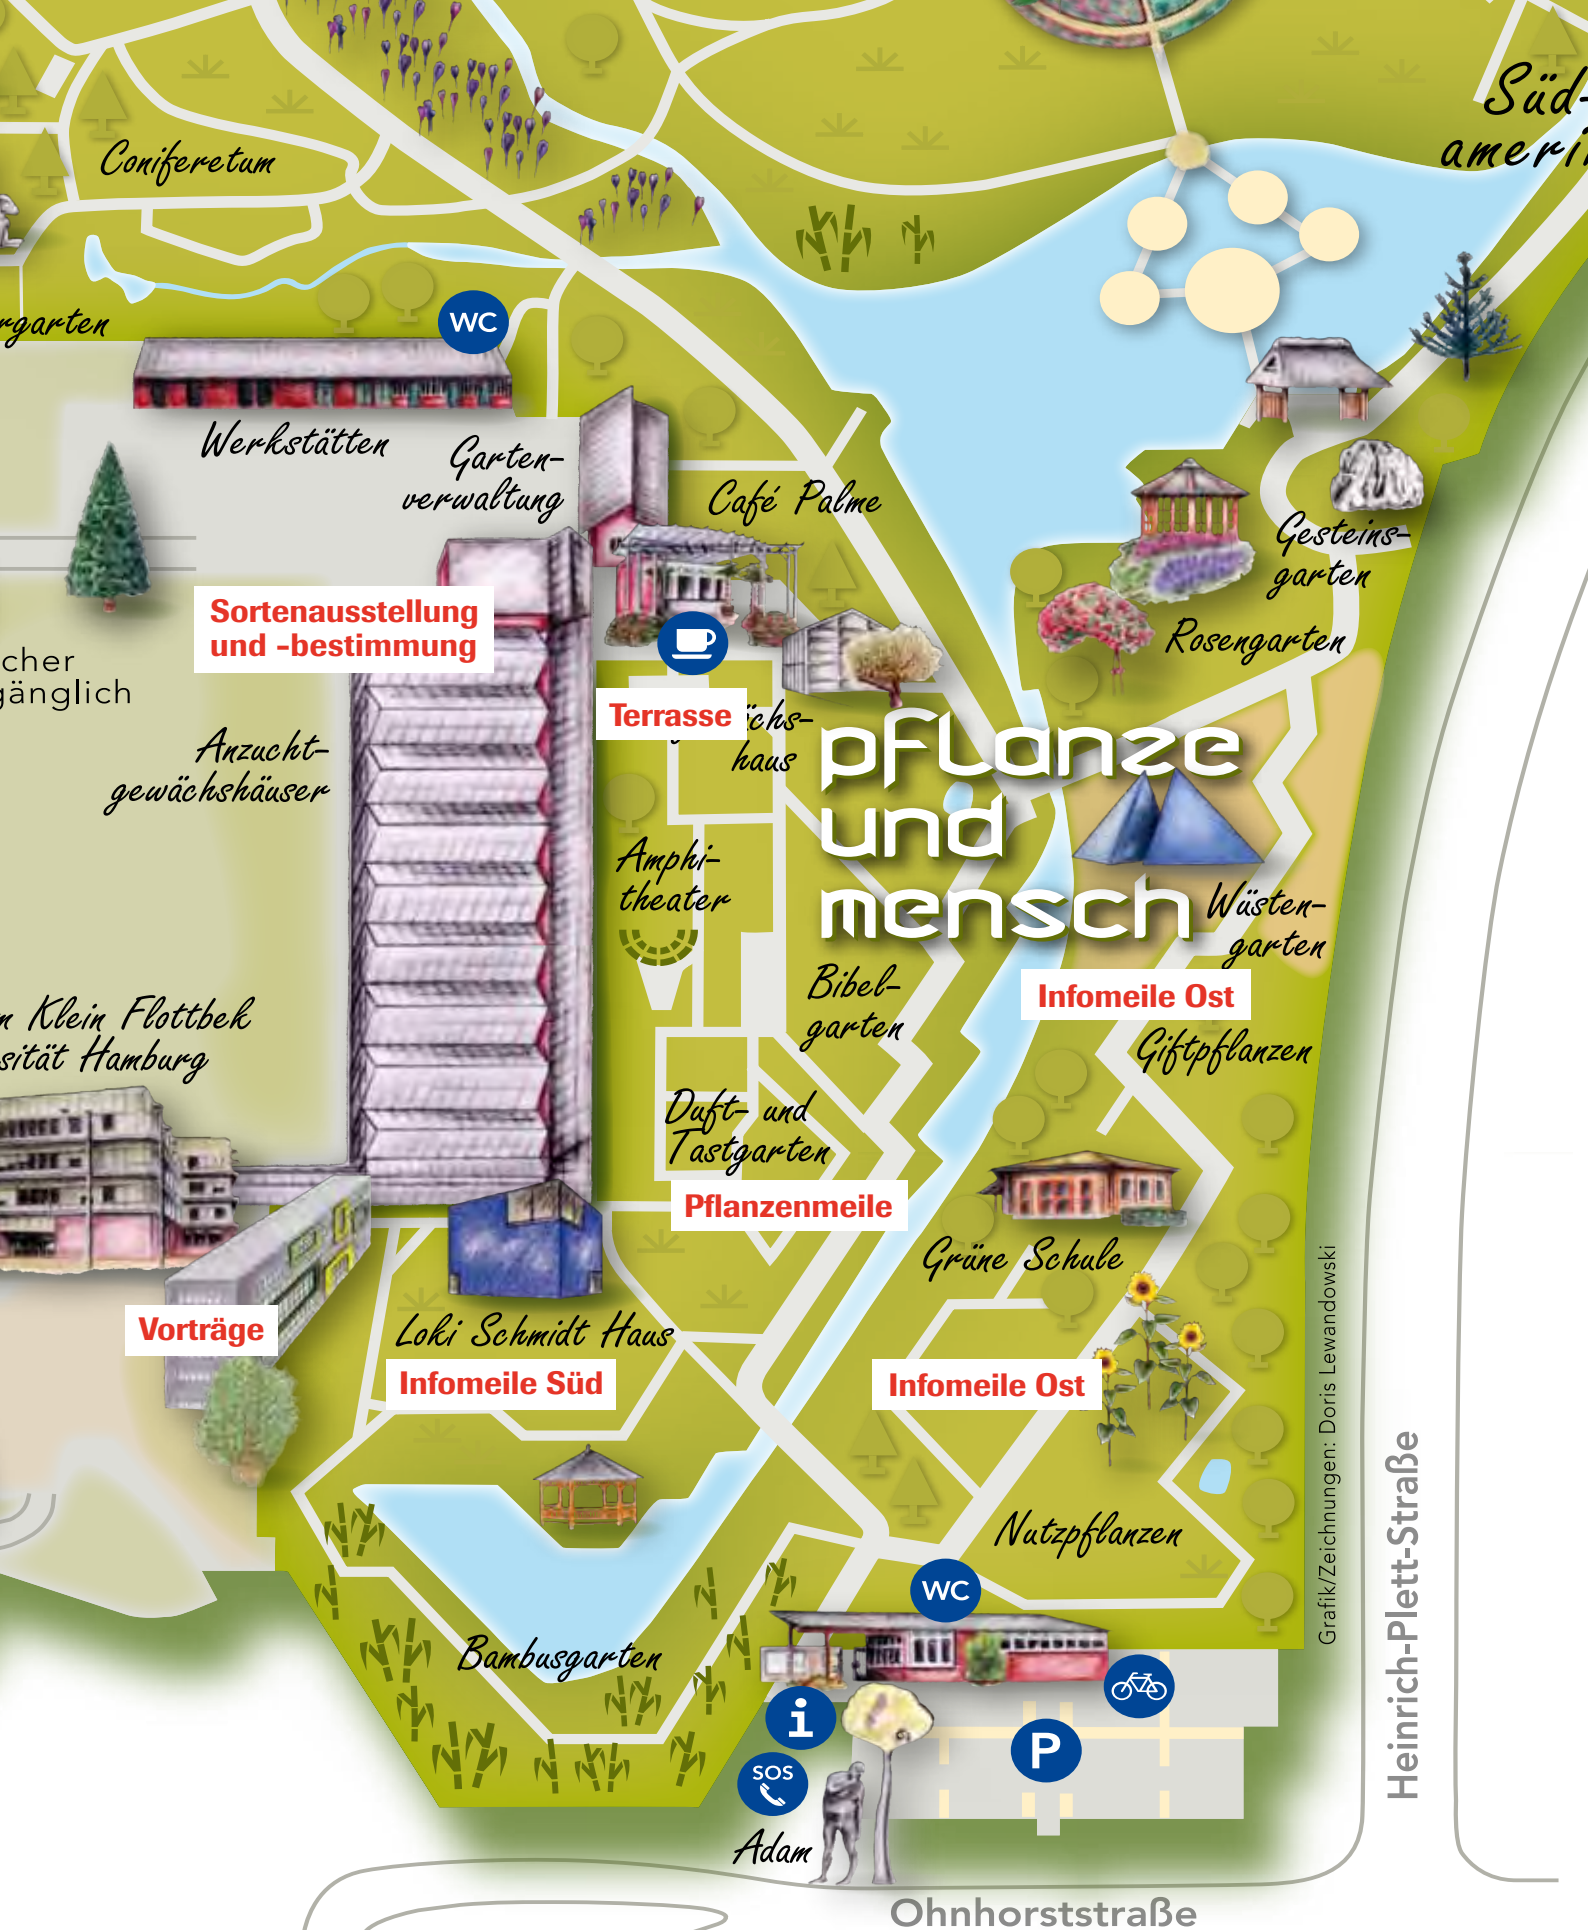 Süd-
ameri
Coniferetum
rgarten
WC
Werkstätten
Garten-
verwaltung
Café Palme
Gesteins-
garten
Rosengarten
Sortenausstellung
und -bestimmung
cher
gänglich
Terrasse
chs-
haus
Anzucht-
gewächshäuser
pflanze
und
mensch
Amphi-
theater
Wüsten-
garten
Bibel-
garten
Infomeile Ost
Giftpflanzen
m Klein Flottbek
sität Hamburg
Duft- und
Tastgarten
Pflanzenmeile
Grüne Schule
Vorträge
Loki Schmidt Haus
Infomeile Süd
Infomeile Ost
Nutzpflanzen
WC
Bambusgarten
i
P
SOS
Adam
Grafik/Zeichnungen: Doris Lewandowski
Heinrich-Plett-Straße
Ohnhorststraße